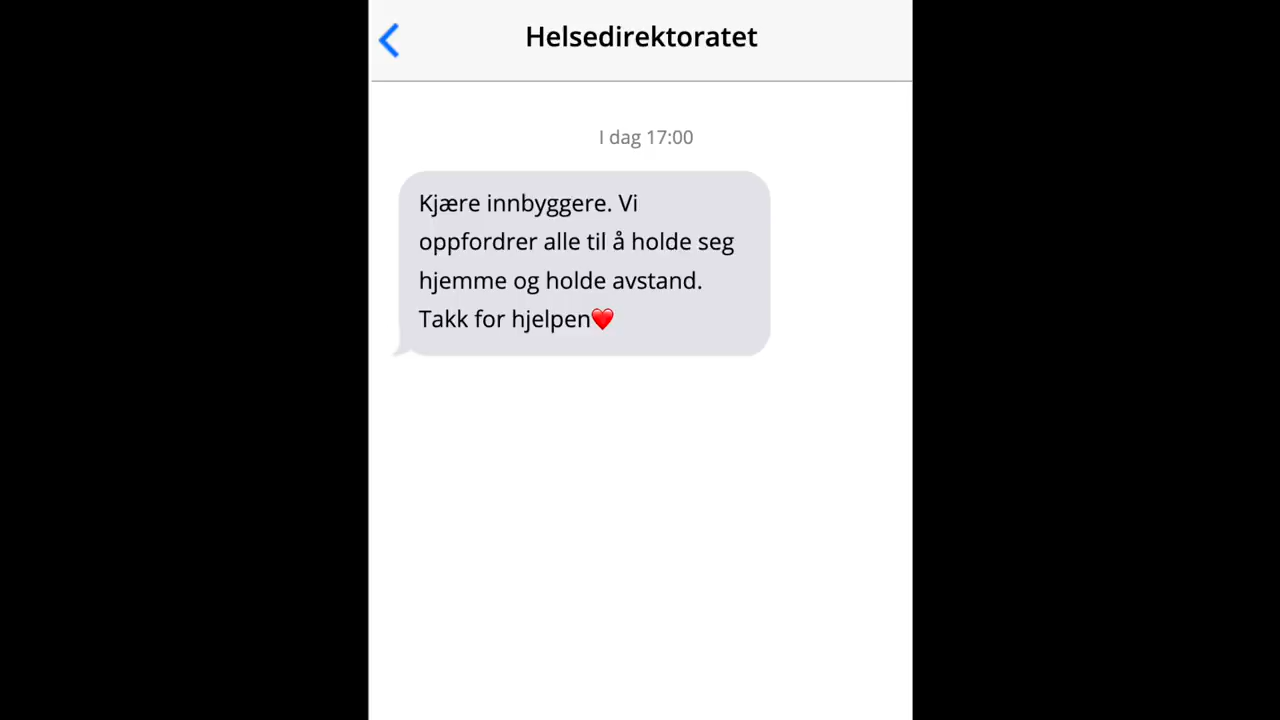 Helsedirektoratet
I dag 17:00
Kjære innbyggere. Vi
oppfordrer alle til å holde seg
hjemme og holde avstand.
Takk for hjelpen❤️